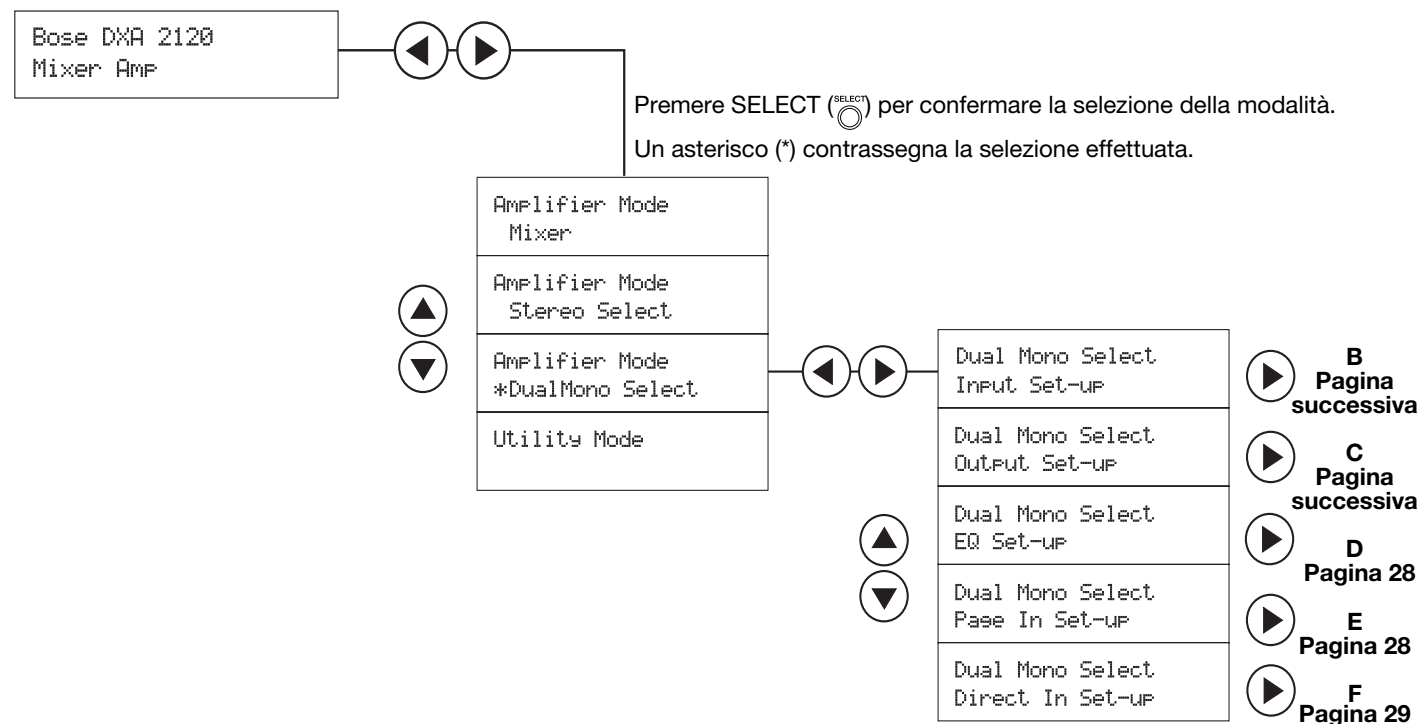 Bose DXA 2120
Mixer Amp
Premere SELECT (SELECT) per confermare la selezione della modalità.
Un asterisco (*) contrassegna la selezione effettuata.
Amplifier Mode
Mixer
Amplifier Mode
Stereo Select
Amplifier Mode
*DualMono Select
Utility Mode
Dual Mono Select
Input Set-up
B
Pagina
successiva
Dual Mono Select
Output Set-up
C
Pagina
successiva
Dual Mono Select
EQ Set-up
D
Pagina 28
Dual Mono Select
Page In Set-up
E
Pagina 28
Dual Mono Select
Direct In Set-up
F
Pagina 29